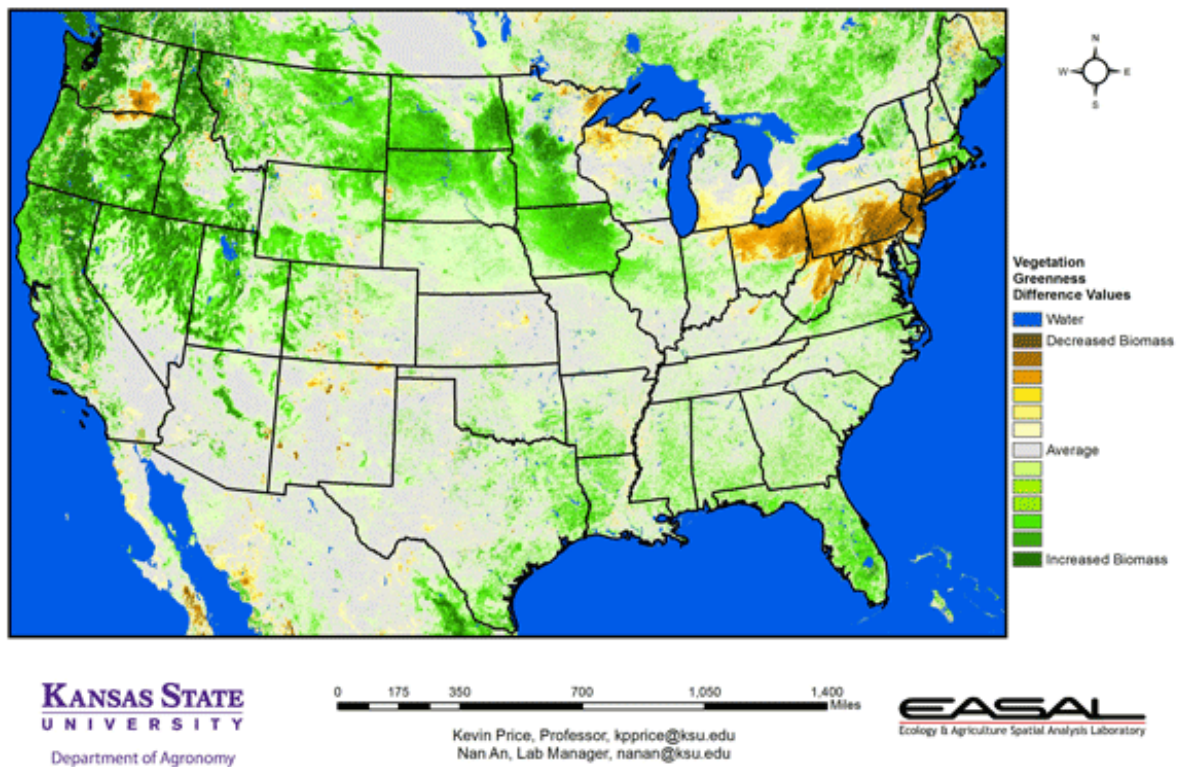 N
W E
S
Vegetation
Greenness
Difference Values
Water
Decreased Biomass
Average
Increased Biomass
KANSAS STATE
UNIVERSITY
Department of Agronomy
0 175 350 700 1,050 1,400
Miles
Kevin Price, Professor, kpprice@ksu.edu
Nan An, Lab Manager, nanan@ksu.edu
EASAL
Ecology & Agriculture Spatial Analysis Laboratory